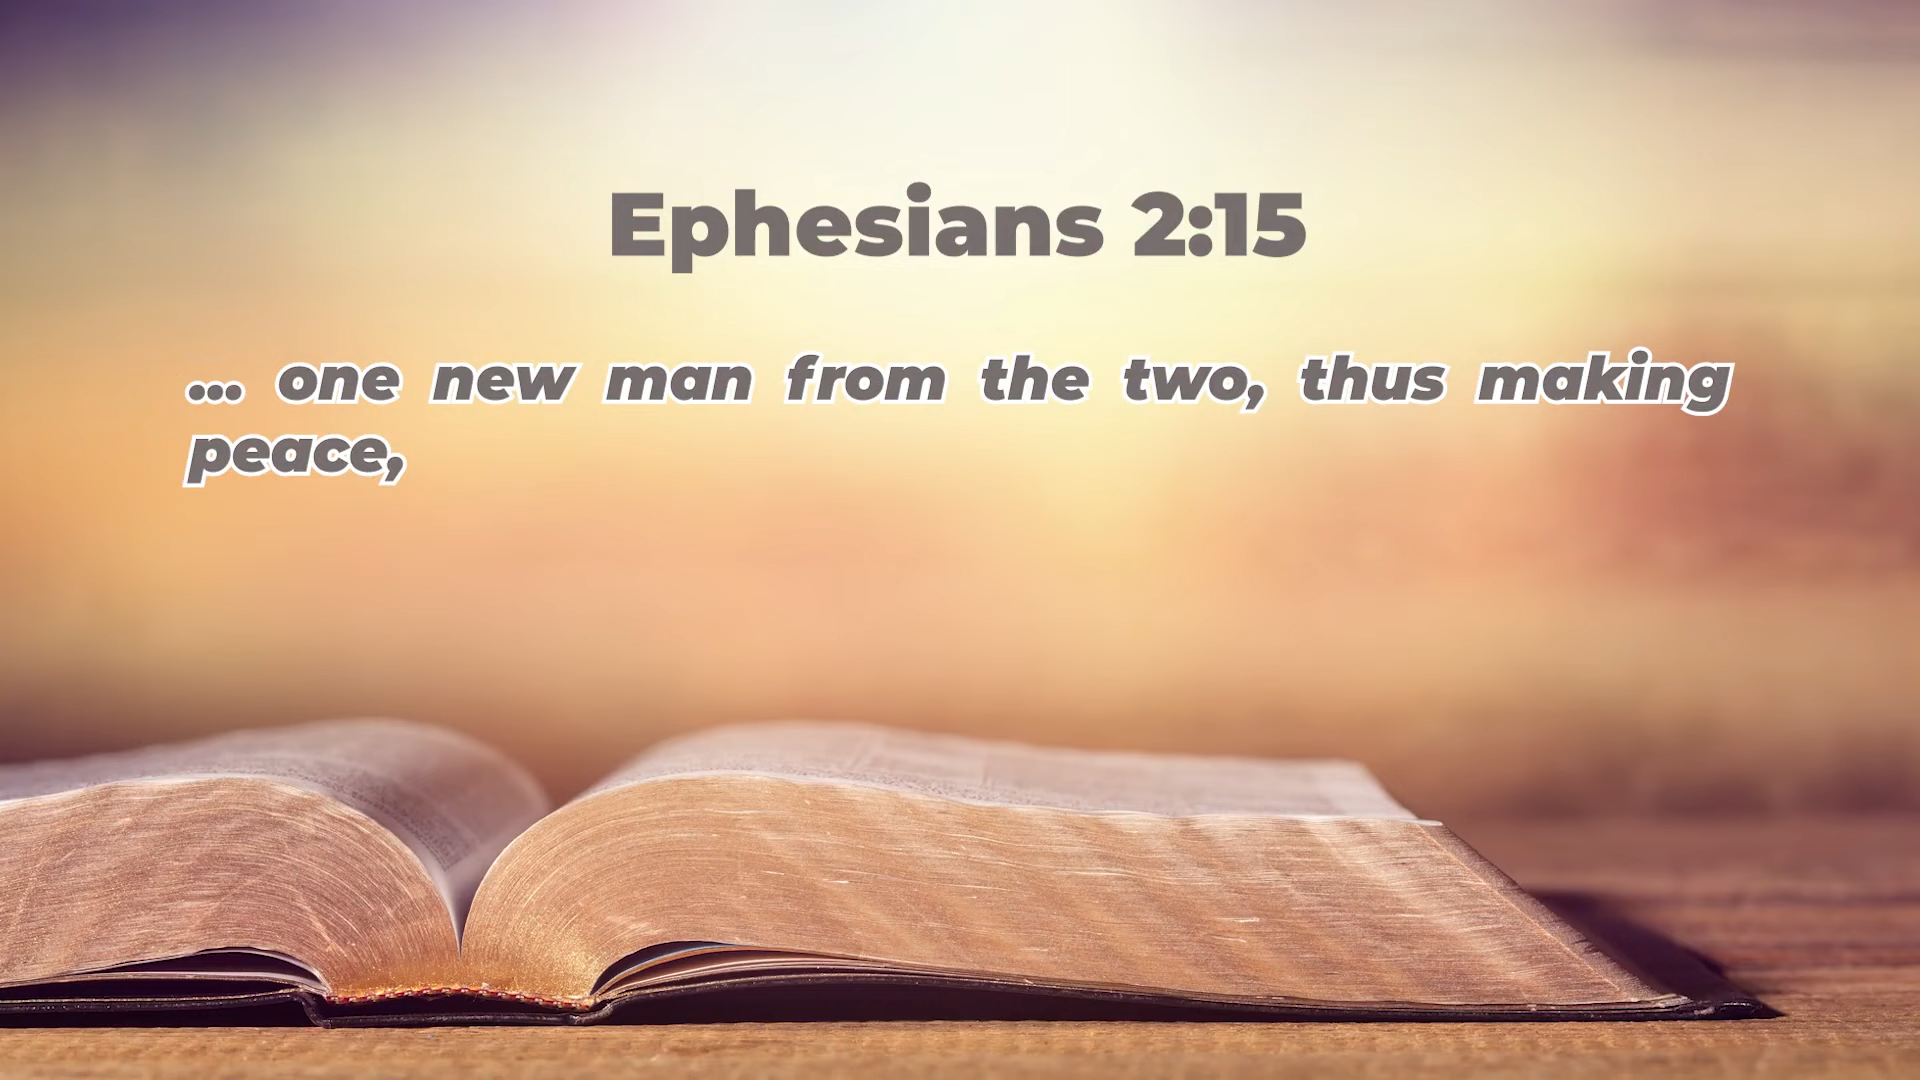 Ephesians 2:15
... one new man from the two, thus making
peace,